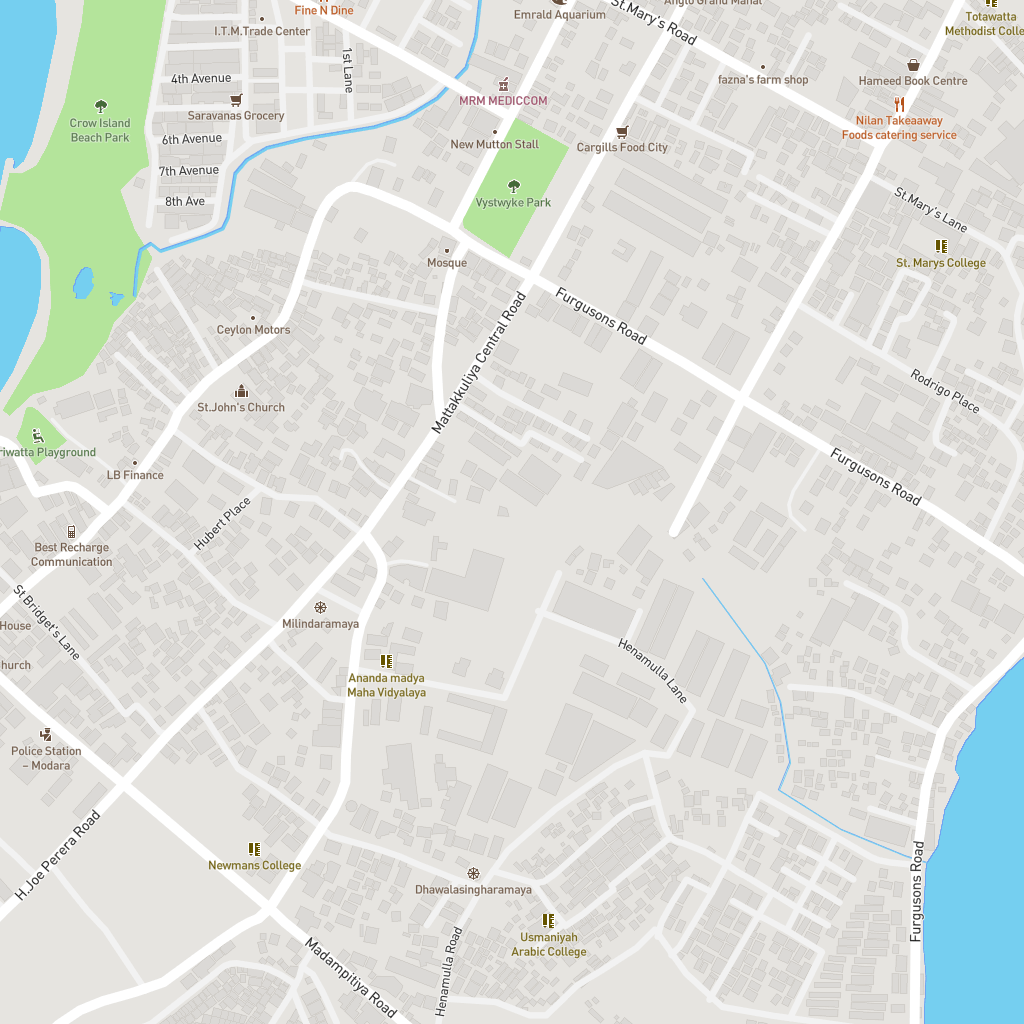 Fine N Dine
Emrald Aquarium
Anglo Grand Mahal
Totawatta
Methodist Colle
I.T.M.Trade Center
St.Mary's Road
1st Lane
4th Avenue
fazna's farm shop
Hameed Book Centre
MRM MEDICCOM
Saravanas Grocery
Crow Island
Beach Park
Nilan Takeaaway
Foods catering service
6th Avenue
New Mutton Stall
Cargills Food City
7th Avenue
8th Ave
Vystwyke Park
St.Mary's Lane
Mosque
St. Marys College
Furgusons Road
Ceylon Motors
Mattakkuliya Central Road
Rodrigo Place
St.John's Church
riwatta Playground
LB Finance
Furgusons Road
Hubert Place
Best Recharge
Communication
St Bridget's Lane
House
Milindaramaya
hurch
Henamulla Lane
Ananda madya
Maha Vidyalaya
Police Station
– Modara
H.Joe Perera Road
Newmans College
Dhawalasingharamaya
Furgusons Road
Usmaniyah
Arabic College
Henamulla Road
Madampitiya Road